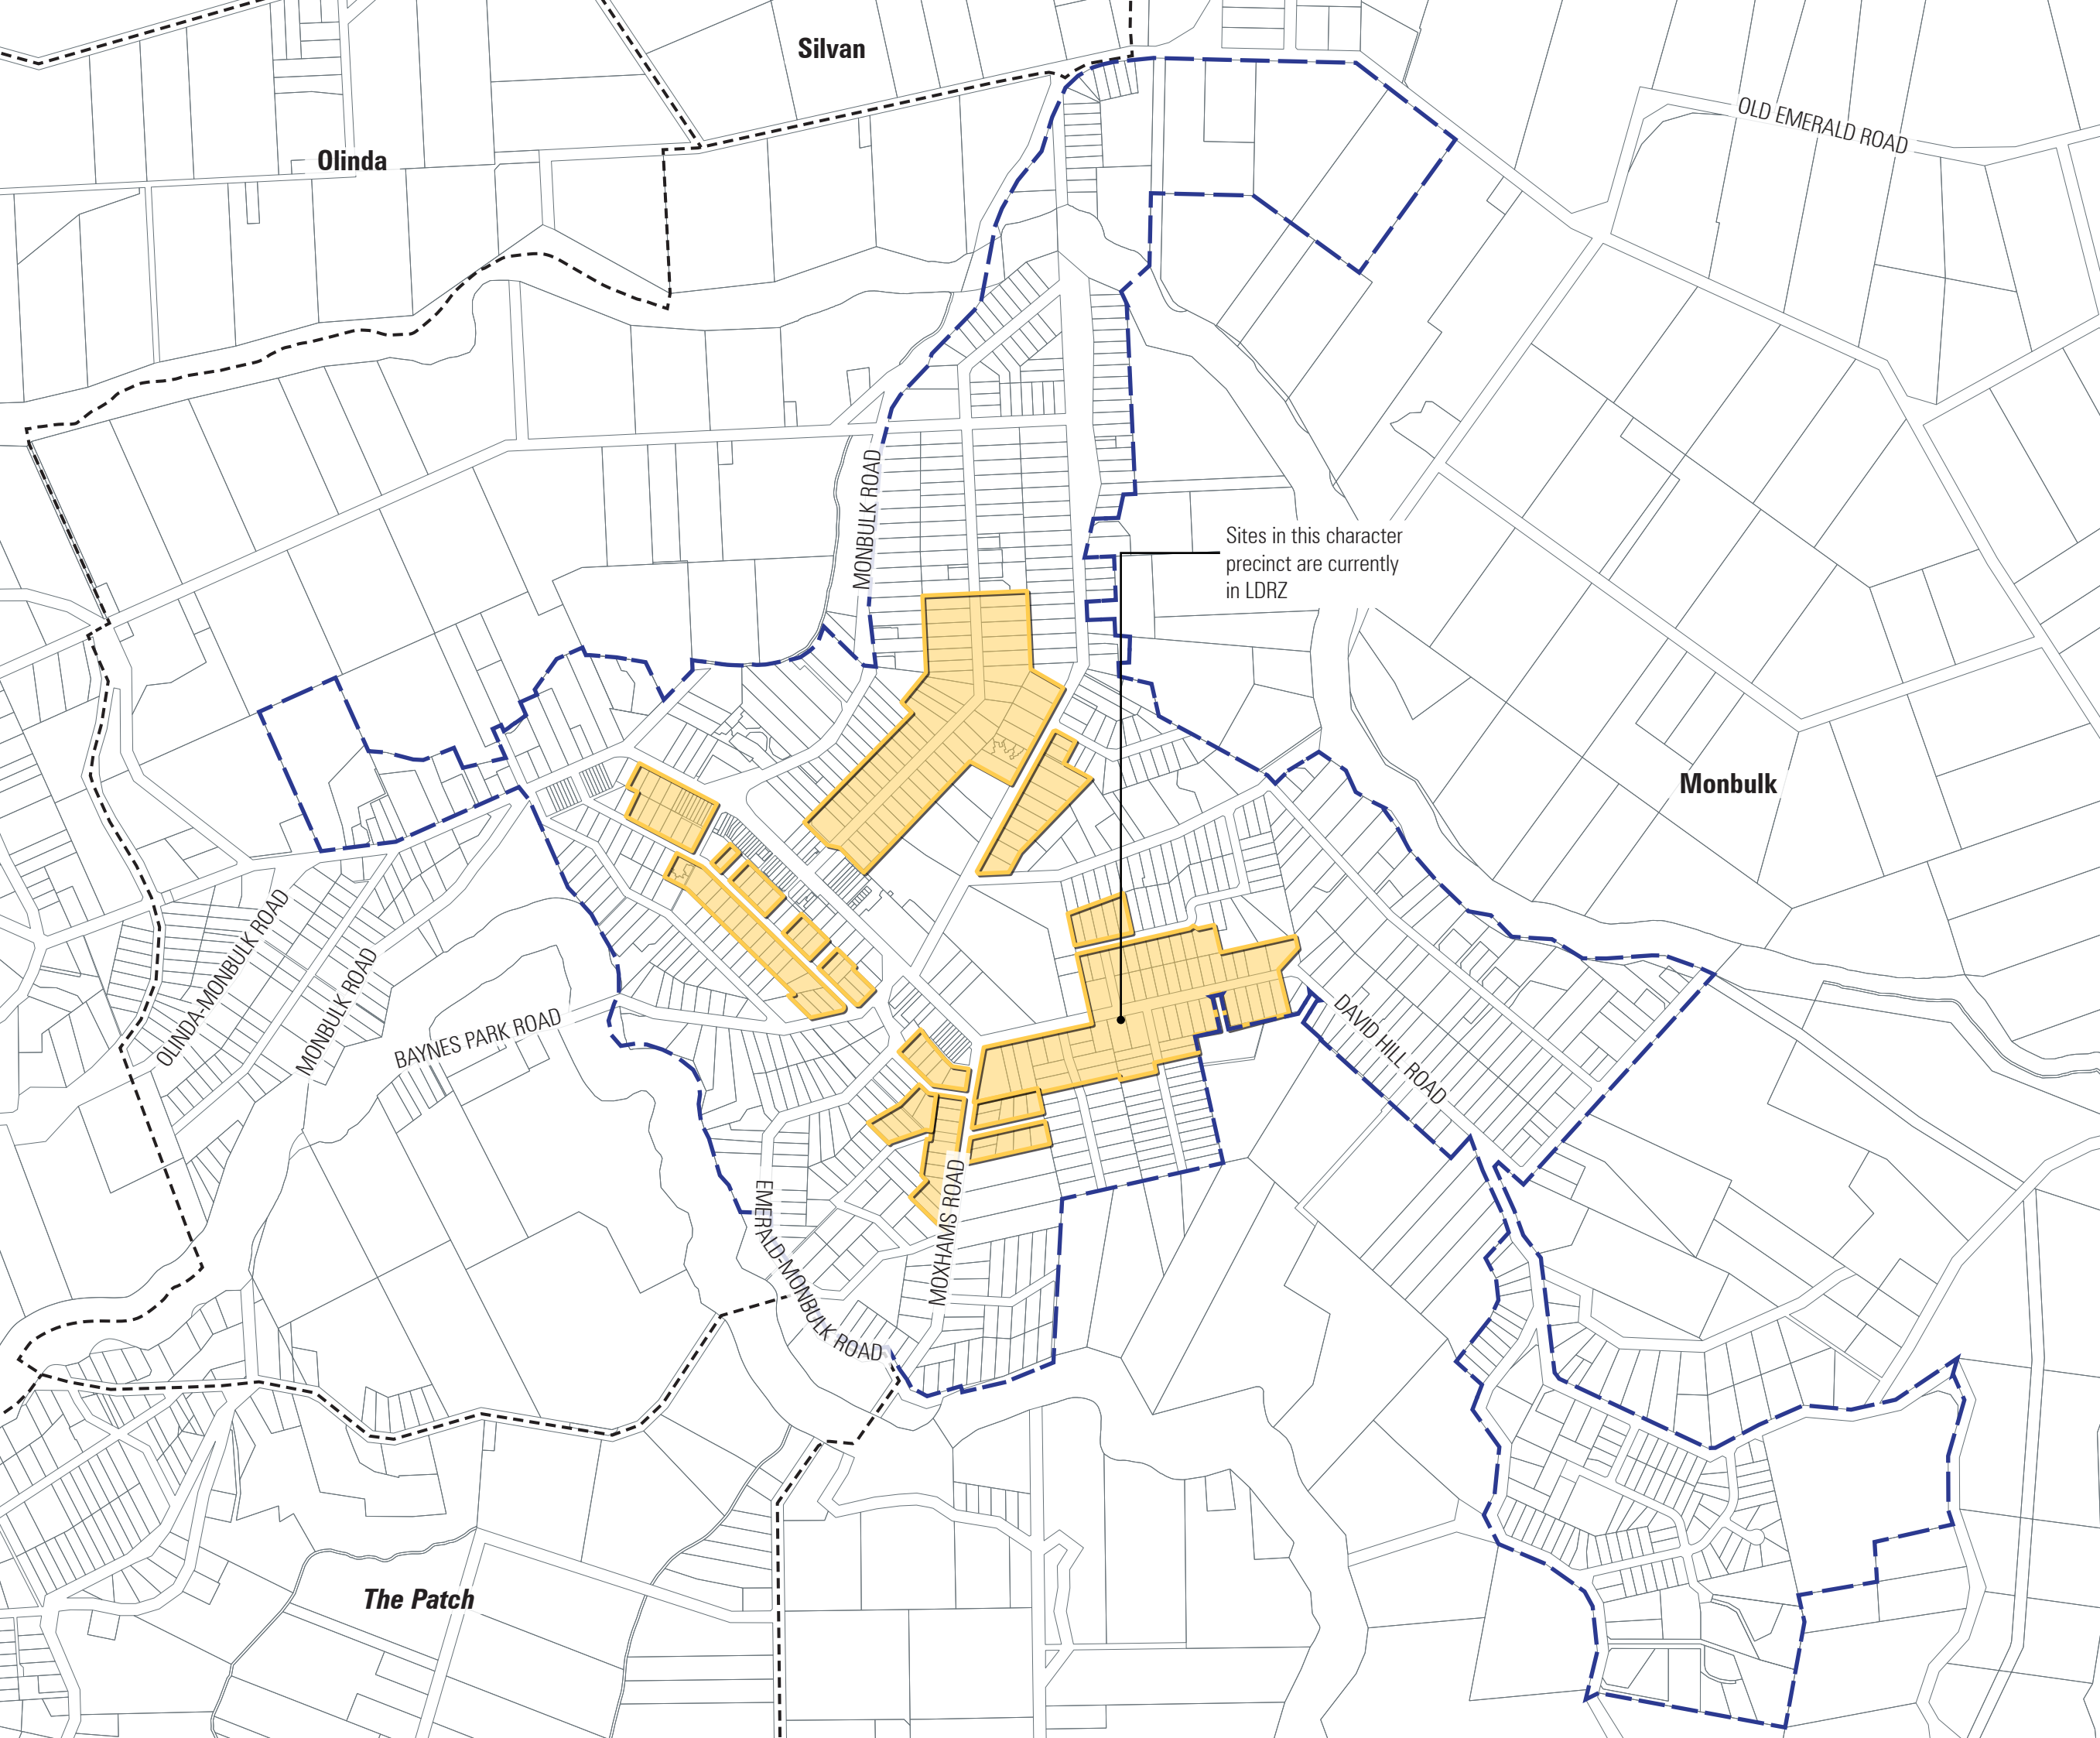 Silvan
OLD EMERALD ROAD
Olinda
MONBULK ROAD
Sites in this character
precinct are currently
in LDRZ
Monbulk
OLINDA-MONBULK ROAD
MONBULK ROAD
BAYNES PARK ROAD
DAVID HILL ROAD
EMERALD-MONBULK ROAD
MOXHAMS ROAD
The Patch